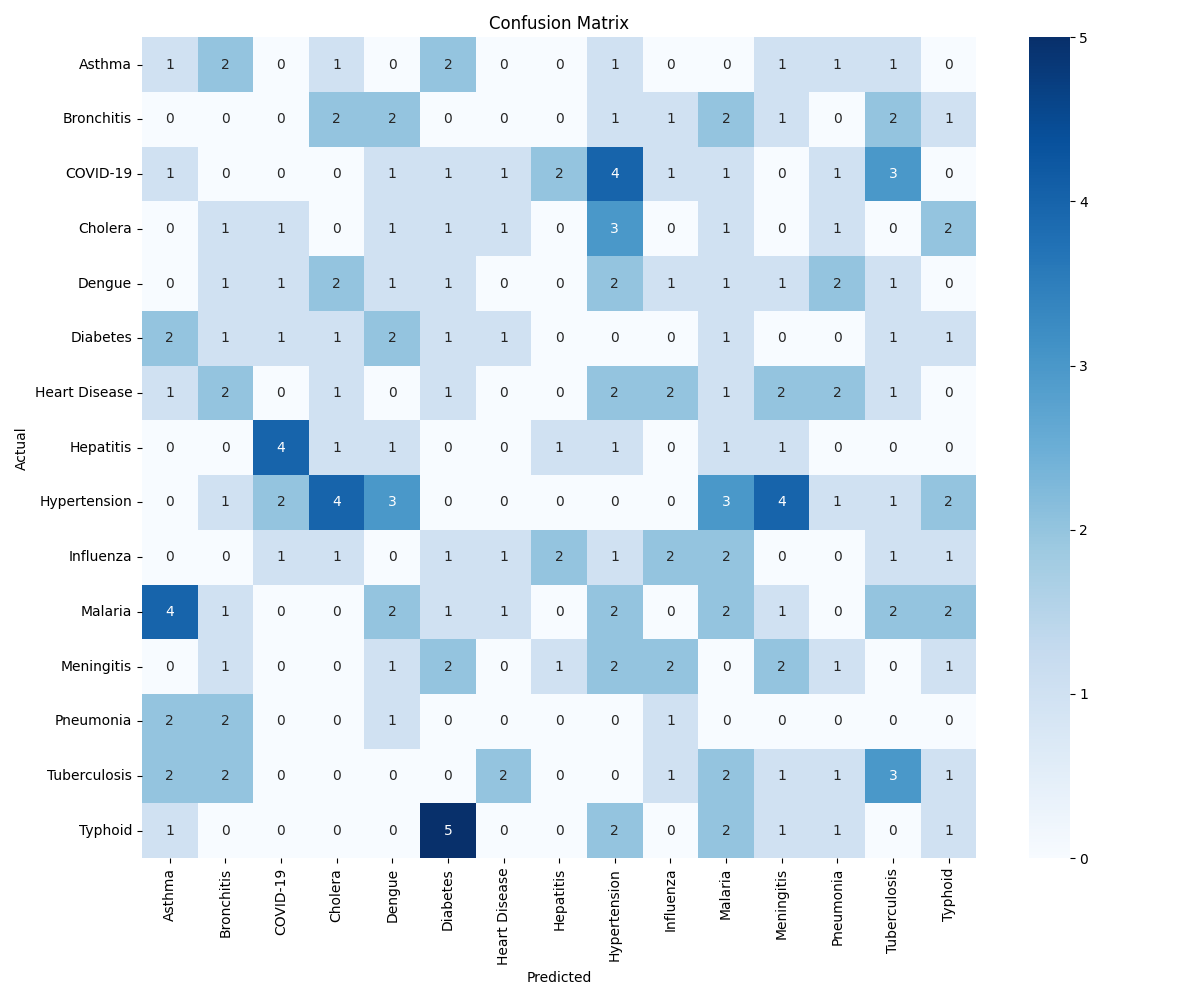 Confusion Matrix
Asthma 1 2 0 1 0 2 0 0 1 0 0 1 1 1 0
Bronchitis 0 0 0 2 2 0 0 0 1 1 2 1 0 2 1
COVID-19 1 0 0 0 1 1 1 2 4 1 1 0 1 3 0
Cholera 0 1 1 0 1 1 1 0 3 0 1 0 1 0 2
Dengue 0 1 1 2 1 1 0 0 2 1 1 1 2 1 0
Diabetes 2 1 1 1 2 1 1 0 0 0 1 0 0 1 1
Heart Disease 1 2 0 1 0 1 0 0 2 2 1 2 2 1 0
Hepatitis 0 0 4 1 1 0 0 1 1 0 1 1 0 0 0
Hypertension 0 1 2 4 3 0 0 0 0 0 3 4 1 1 2
Influenza 0 0 1 1 0 1 1 2 1 2 2 0 0 1 1
Malaria 4 1 0 0 2 1 1 0 2 0 2 1 0 2 2
Meningitis 0 1 0 0 1 2 0 1 2 2 0 2 1 0 1
Pneumonia 2 2 0 0 1 0 0 0 0 1 0 0 0 0 0
Tuberculosis 2 2 0 0 0 0 2 0 0 1 2 1 1 3 1
Typhoid 1 0 0 0 0 5 0 0 2 0 2 1 1 0 1
Asthma Bronchitis COVID-19 Cholera Dengue Diabetes Heart Disease Hepatitis Hypertension Influenza Malaria Meningitis Pneumonia Tuberculosis Typhoid
Predicted
Actual
5
4
3
2
1
0